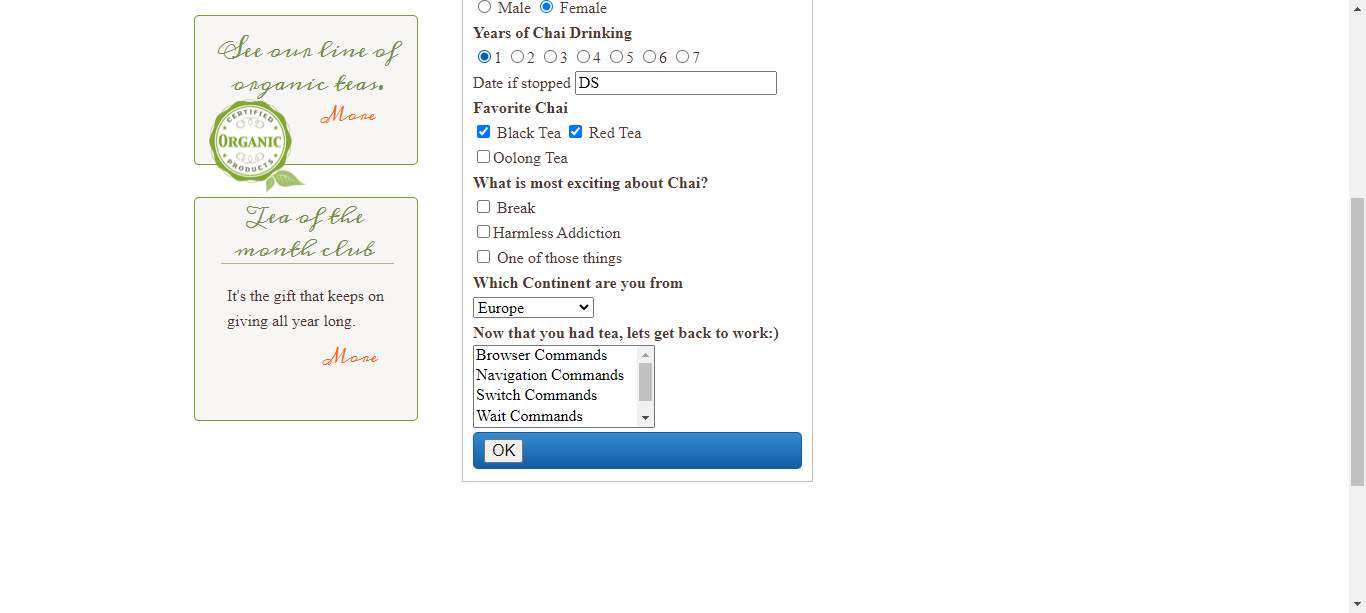 See our line of
organic teas.
More
CERTIFIED
ORGANIC
PRODUCTS
Tea of the
month club
It's the gift that keeps on
giving all year long.
More
Male Female
Years of Chai Drinking
1 2 3 4 5 6 7
Date if stopped DS
Favorite Chai
Black Tea Red Tea
Oolong Tea
What is most exciting about Chai?
Break
Harmless Addiction
One of those things
Which Continent are you from
Europe
Now that you had tea, lets get back to work:)
Browser Commands
Navigation Commands
Switch Commands
Wait Commands
OK